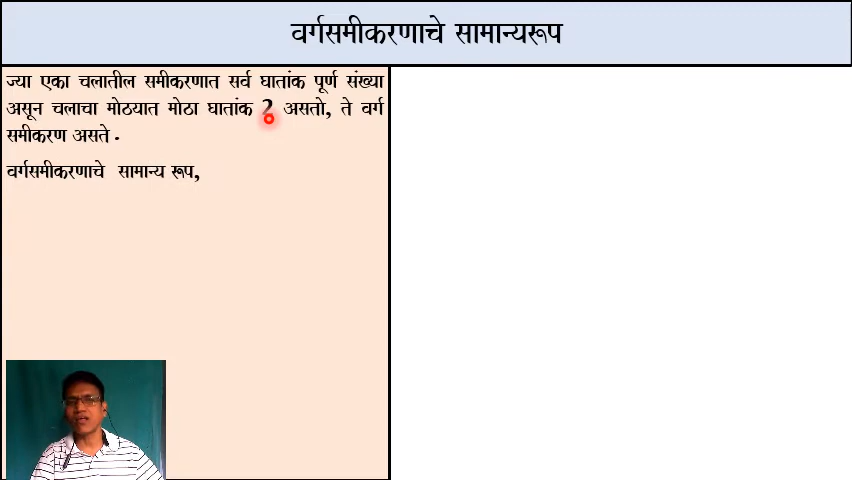 वर्गसमीकरणाचे सामान्यरूप
ज्या एका चलातील समीकरणात सर्व घातांक पूर्ण संख्या
असून चलाचा मोठयात मोठा घातांक 2 असतो, ते वर्ग
समीकरण असते .
वर्गसमीकरणाचे सामान्य रूप,